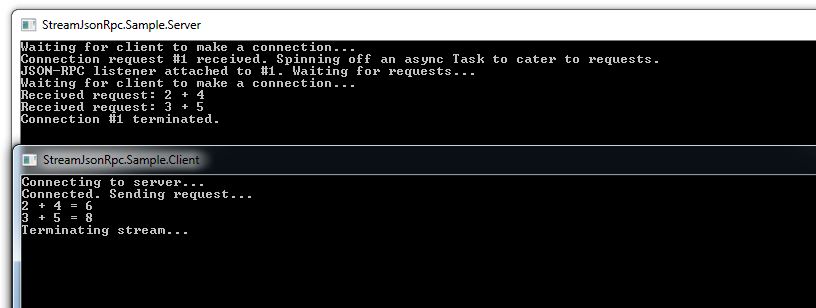 StreamJsonRpc.Sample.Server
Waiting for client to make a connection...
Connection request #1 received. Spinning off an async Task to cater to requests.
JSON-RPC listener attached to #1. Waiting for requests...
Waiting for client to make a connection...
Received request: 2 + 4
Received request: 3 + 5
Connection #1 terminated.
StreamJsonRpc.Sample.Client
Connecting to server...
Connected. Sending request...
2 + 4 = 6
3 + 5 = 8
Terminating stream...